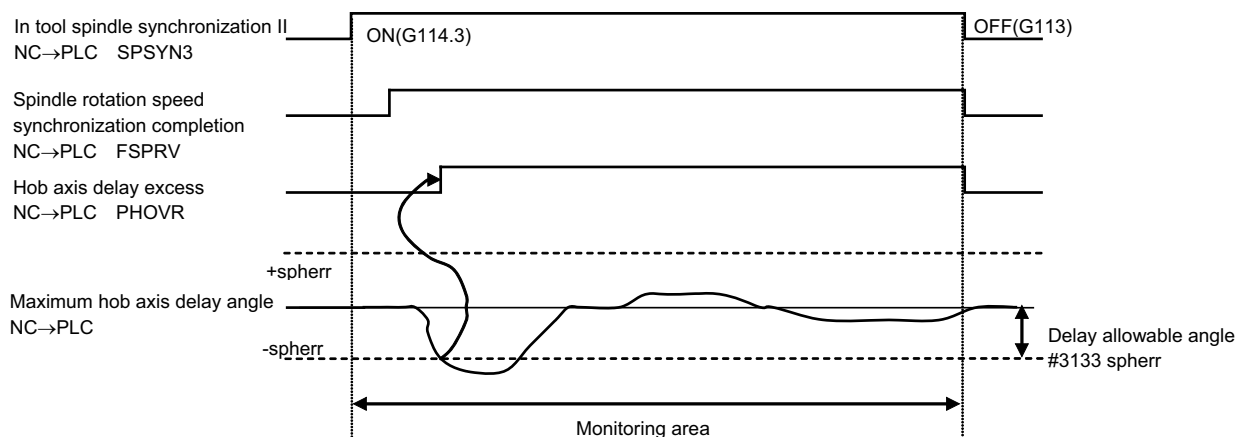 In tool spindle synchronization II
NC→PLC SPSYN3
ON(G114.3)
OFF(G113)
Spindle rotation speed
synchronization completion
NC→PLC FSPRV
Hob axis delay excess
NC→PLC PHOVR
+spherr
Maximum hob axis delay angle
NC→PLC
-spherr
Delay allowable angle
#3133 spherr
Monitoring area